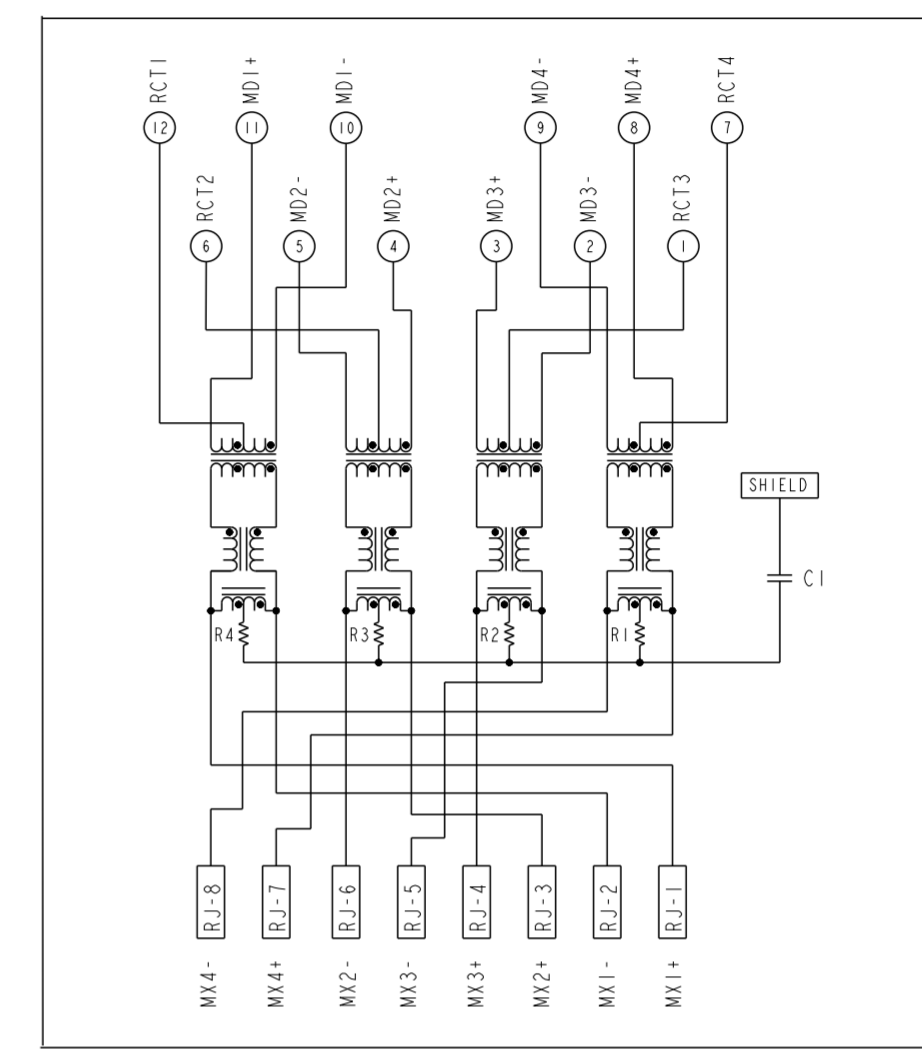 RCT1 MD1+ MD1- MD4- MD4+ RCT4
12 11 10 9 8 7
RCT2 MD2- MD2+ MD3+ MD3- RCT3
6 5 4 3 2 1
SHIELD
C1
R4 R3 R2 R1
RJ-8 RJ-7 RJ-6 RJ-5 RJ-4 RJ-3 RJ-2 RJ-1
MX4- MX4+ MX2- MX3- MX3+ MX2+ MX1- MX1+